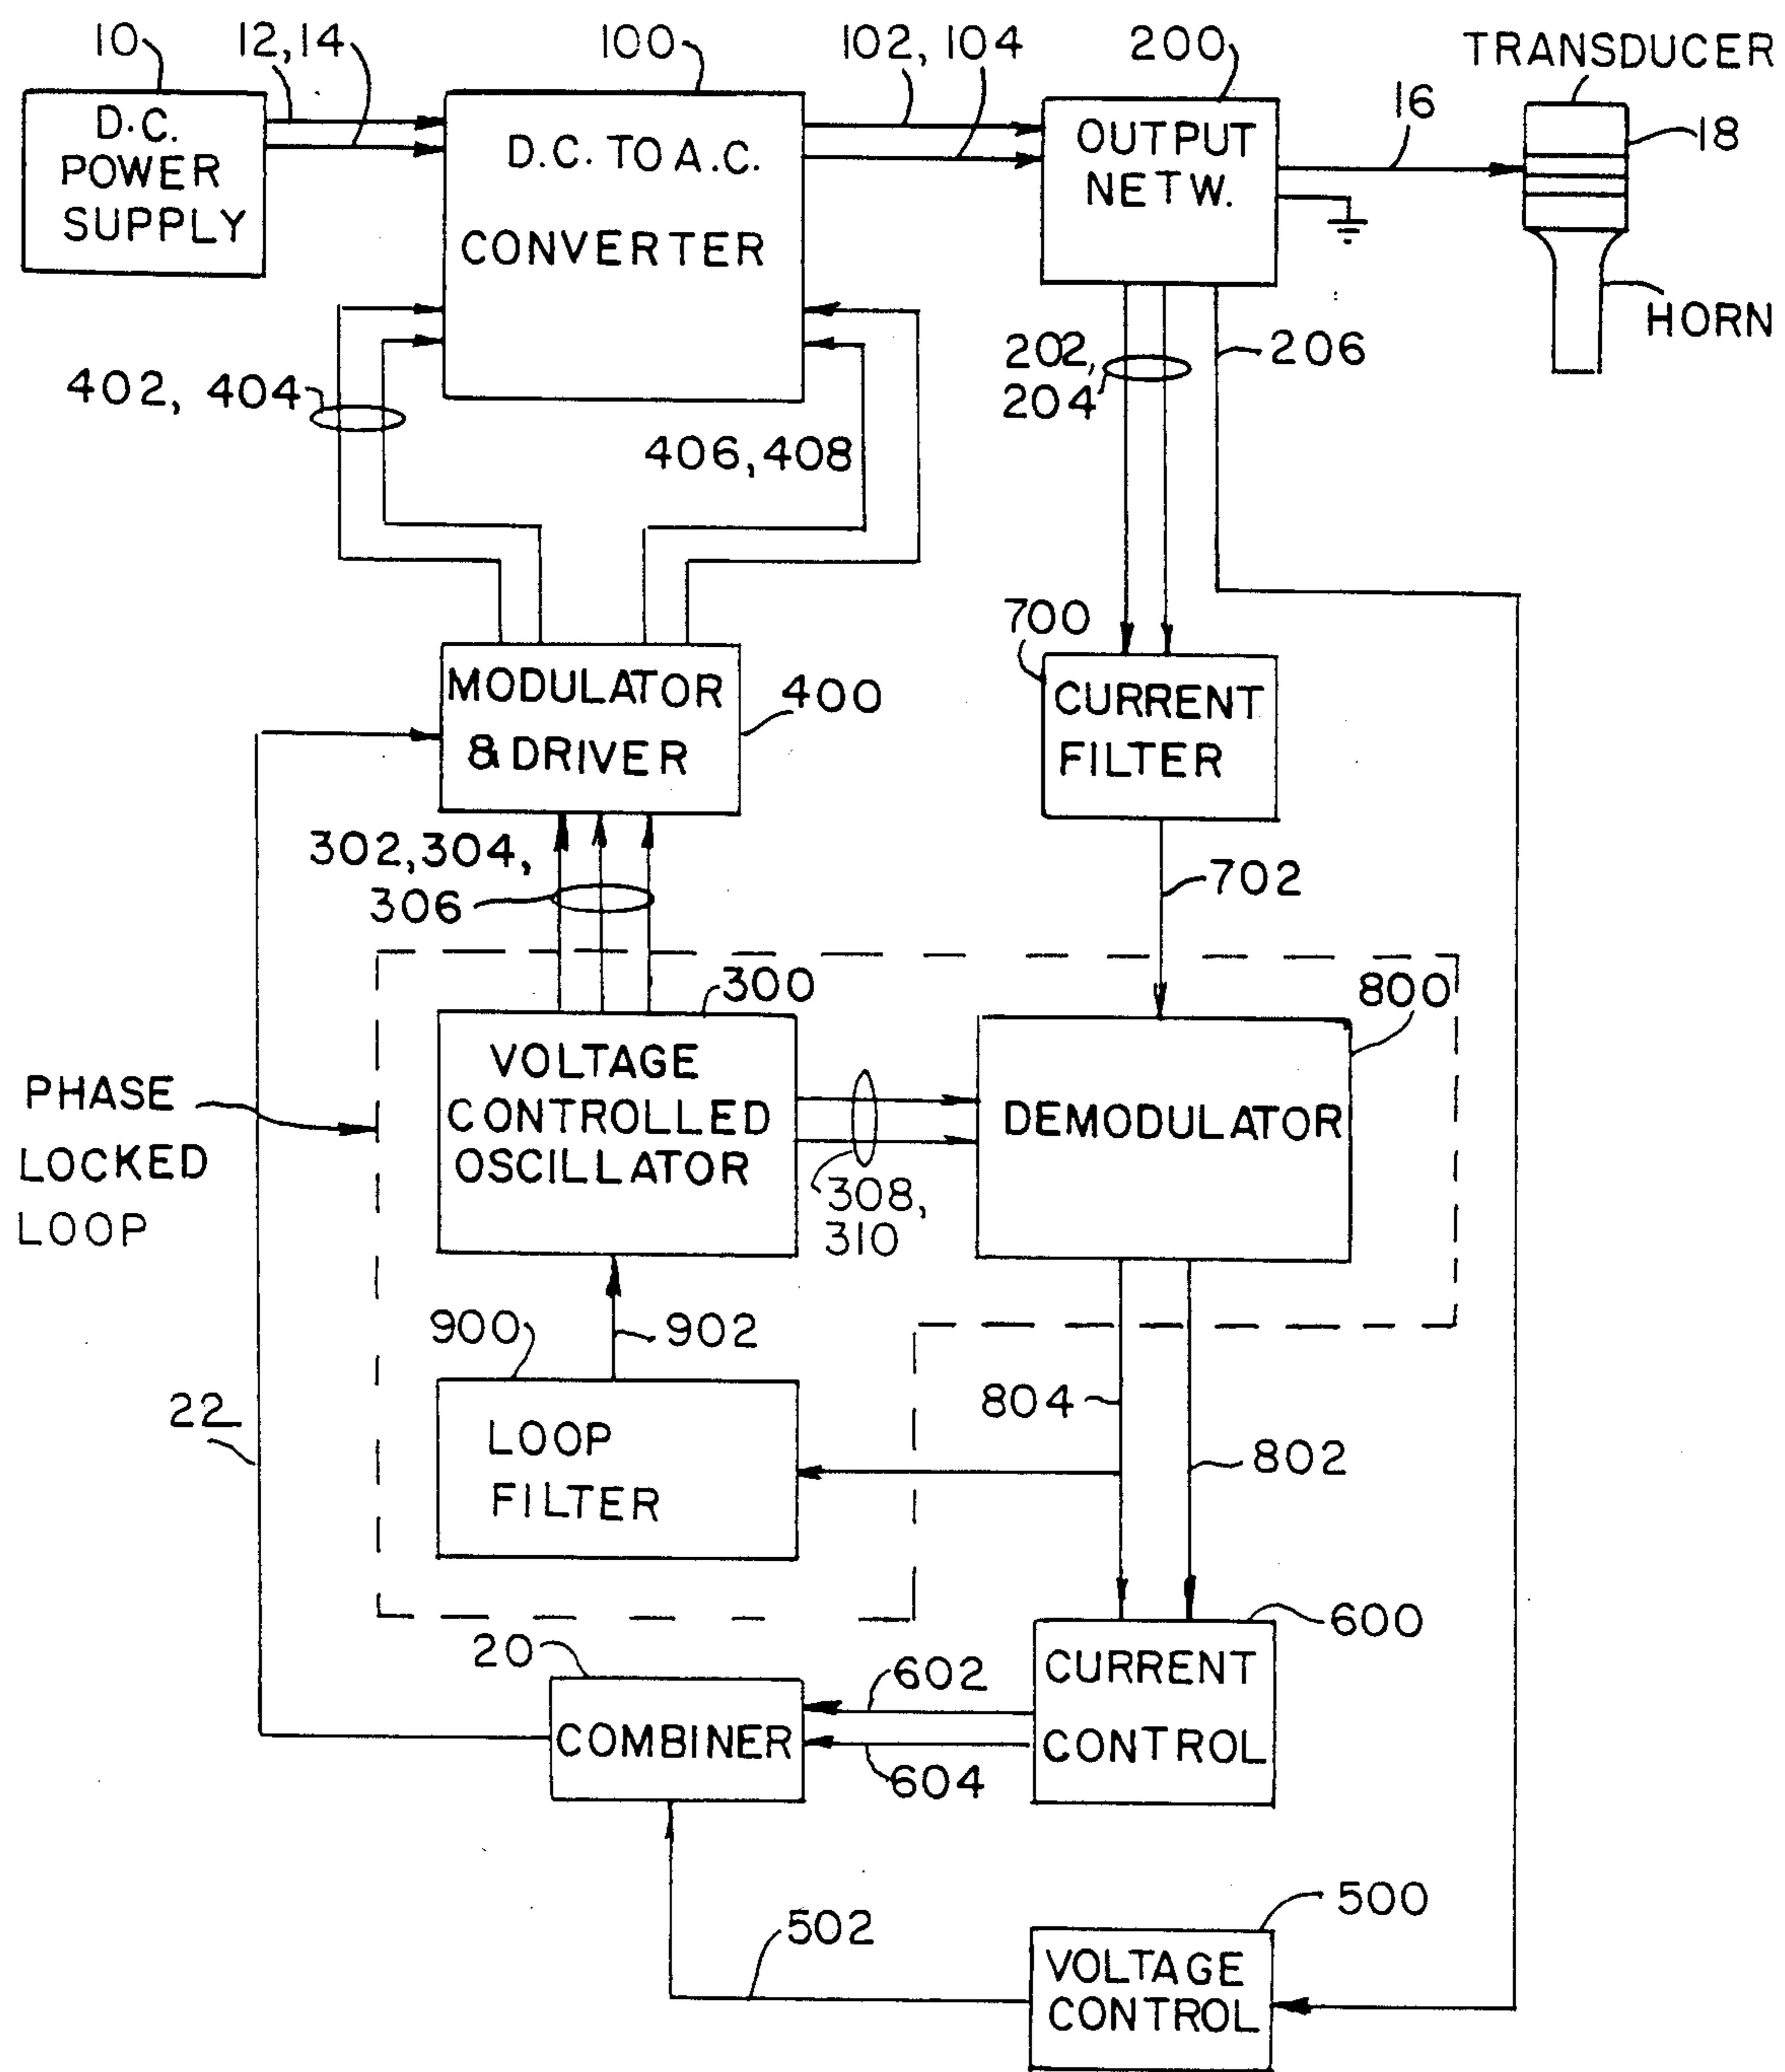 10
12,14
100
102, 104
200
TRANSDUCER
D.C.
POWER
SUPPLY
D.C. TO A.C.
CONVERTER
OUTPUT
NETW.
16
18
HORN
402, 404
406,408
202,
204
206
MODULATOR
& DRIVER
400
700
CURRENT
FILTER
302,304,
306
702
300
800
VOLTAGE
CONTROLLED
OSCILLATOR
DEMODULATOR
PHASE
LOCKED
LOOP
308,
310
900
902
22
LOOP
FILTER
804
802
20
600
COMBINER
602
604
CURRENT
CONTROL
502
500
VOLTAGE
CONTROL